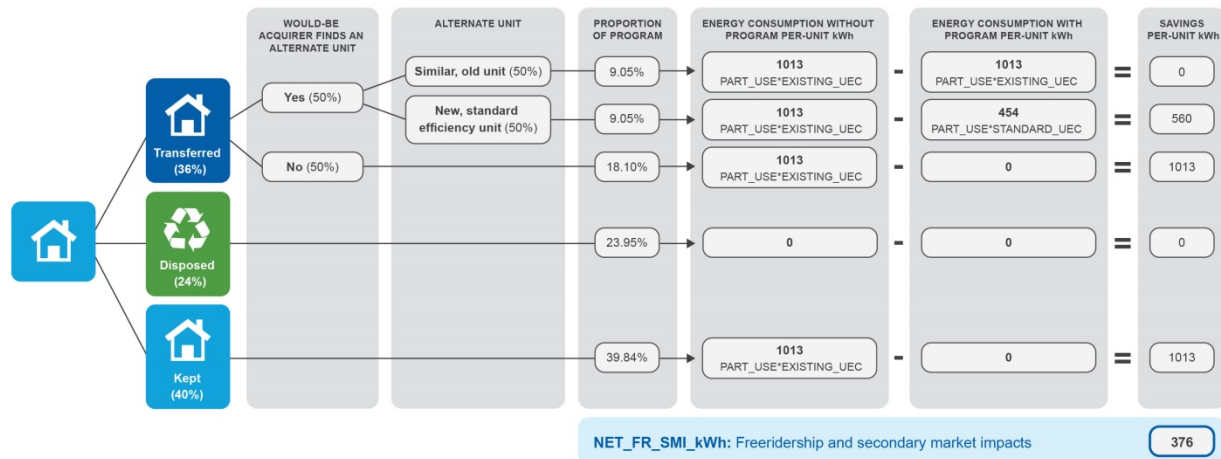 WOULD-BE
ACQUIRER FINDS AN
ALTERNATE UNIT
ALTERNATE UNIT
PROPORTION
OF PROGRAM
ENERGY CONSUMPTION WITHOUT
PROGRAM PER-UNIT kWh
ENERGY CONSUMPTION WITH
PROGRAM PER-UNIT kWh
SAVINGS
PER-UNIT kWh
Transferred
(36%)
Yes (50%)
Similar, old unit (50%)
9.05%
1013
PART_USE*EXISTING_UEC
-
1013
PART_USE*EXISTING_UEC
=
0
New, standard
efficiency unit (50%)
9.05%
1013
PART_USE*EXISTING_UEC
-
454
PART_USE*STANDARD_UEC
=
560
No (50%)
18.10%
1013
PART_USE*EXISTING_UEC
-
0
=
1013
Disposed
(24%)
23.95%
0
-
0
=
0
Kept
(40%)
39.84%
1013
PART_USE*EXISTING_UEC
-
0
=
1013
NET_FR_SMI_kWh: Freeridership and secondary market impacts
376